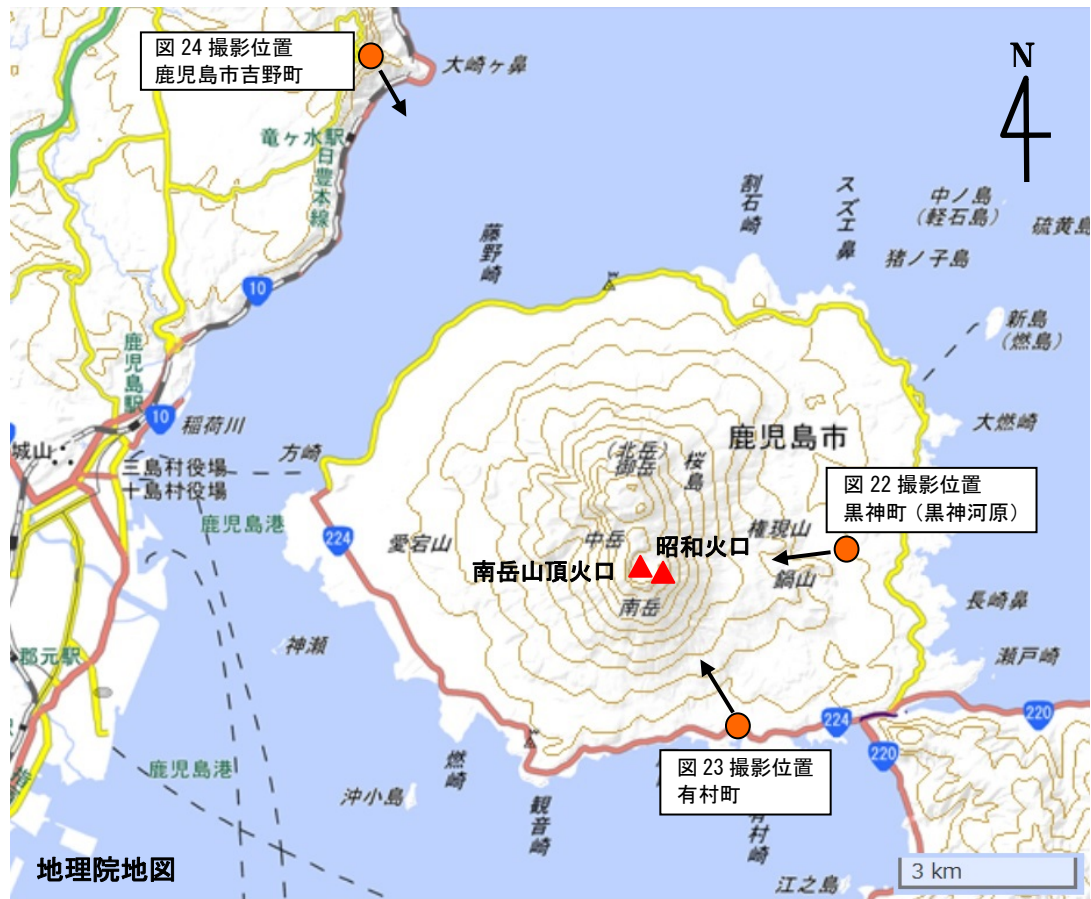 図 24 撮影位置
鹿児島市吉野町
大崎ヶ鼻
N
竜ヶ水駅
日豊本線
割石崎
スズエ鼻
中ノ島
(軽石島)
硫黄島
猪ノ子島
藤野崎
10
新島
(燃島)
鹿児島駅
10
稲荷川
城山
方崎
三島村役場
十島村役場
鹿児島港
224
愛宕山
(北岳)
御岳
桜島
鹿児島市
大燃崎
図 22 撮影位置
黒神町(黒神河原)
権現山
中岳
昭和火口
南岳山頂火口
鍋山
南岳
長崎鼻
瀬戸崎
神瀬
郡元駅
224
220
220
鹿児島港
燃崎
沖小島
観音崎
図 23 撮影位置
有村町
有村崎
江之島
地理院地図
3 km